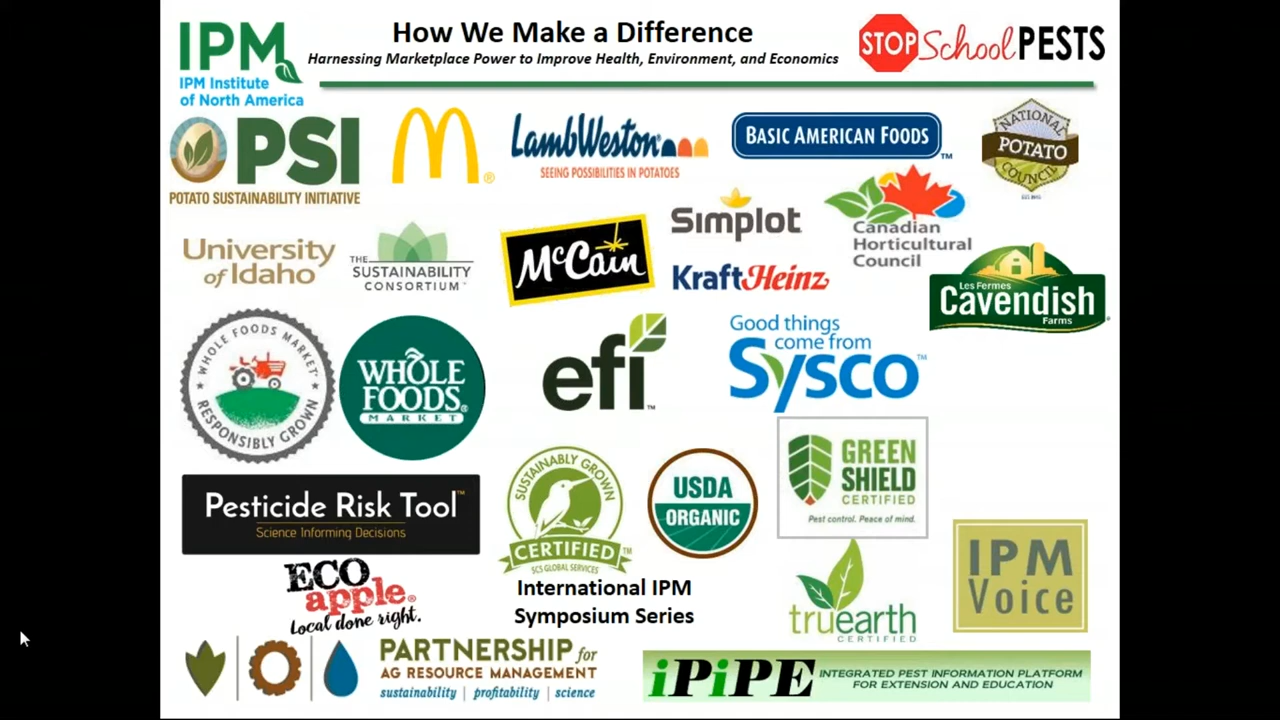 IPM
IPM Institute
of North America
How We Make a Difference
Harnessing Marketplace Power to Improve Health, Environment, and Economics
STOP School PESTS
PSI
POTATO SUSTAINABILITY INITIATIVE
®
LambWeston®
SEEING POSSIBILITIES IN POTATOES
BASIC AMERICAN FOODS
TM
NATIONAL
POTATO
COUNCIL
University
of Idaho
THE
SUSTAINABILITY
CONSORTIUM
McCain
Simplot
KraftHeinz
Canadian
Horticultural
Council
Les Fermes
Cavendish
Farms
WHOLE FOODS MARKET
RESPONSIBLY GROWN
WHOLE
FOODS
MARKET
efi
Good things
come from
Sysco
Pesticide Risk Tool™
Science Informing Decisions
SUSTAINABLY GROWN
CERTIFIED
SCS GLOBAL SERVICES
USDA
ORGANIC
GREEN
SHIELD
CERTIFIED
Pest control. Peace of mind.
ECO
apple®
Local done right.
International IPM
Symposium Series
truearth
CERTIFIED
IPM
Voice
PARTNERSHIP for
AG RESOURCE MANAGEMENT
sustainability | profitability | science
iPiPE
INTEGRATED PEST INFORMATION PLATFORM
FOR EXTENSION AND EDUCATION